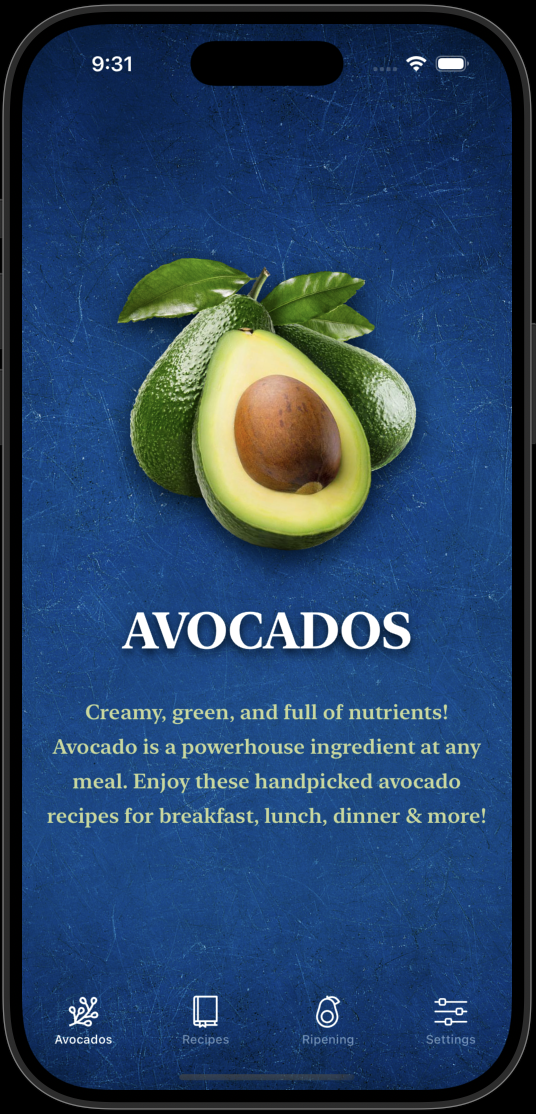 9:31
AVOCADOS
Creamy, green, and full of nutrients!
Avocado is a powerhouse ingredient at any
meal. Enjoy these handpicked avocado
recipes for breakfast, lunch, dinner & more!
Avocados Recipes Ripening Settings